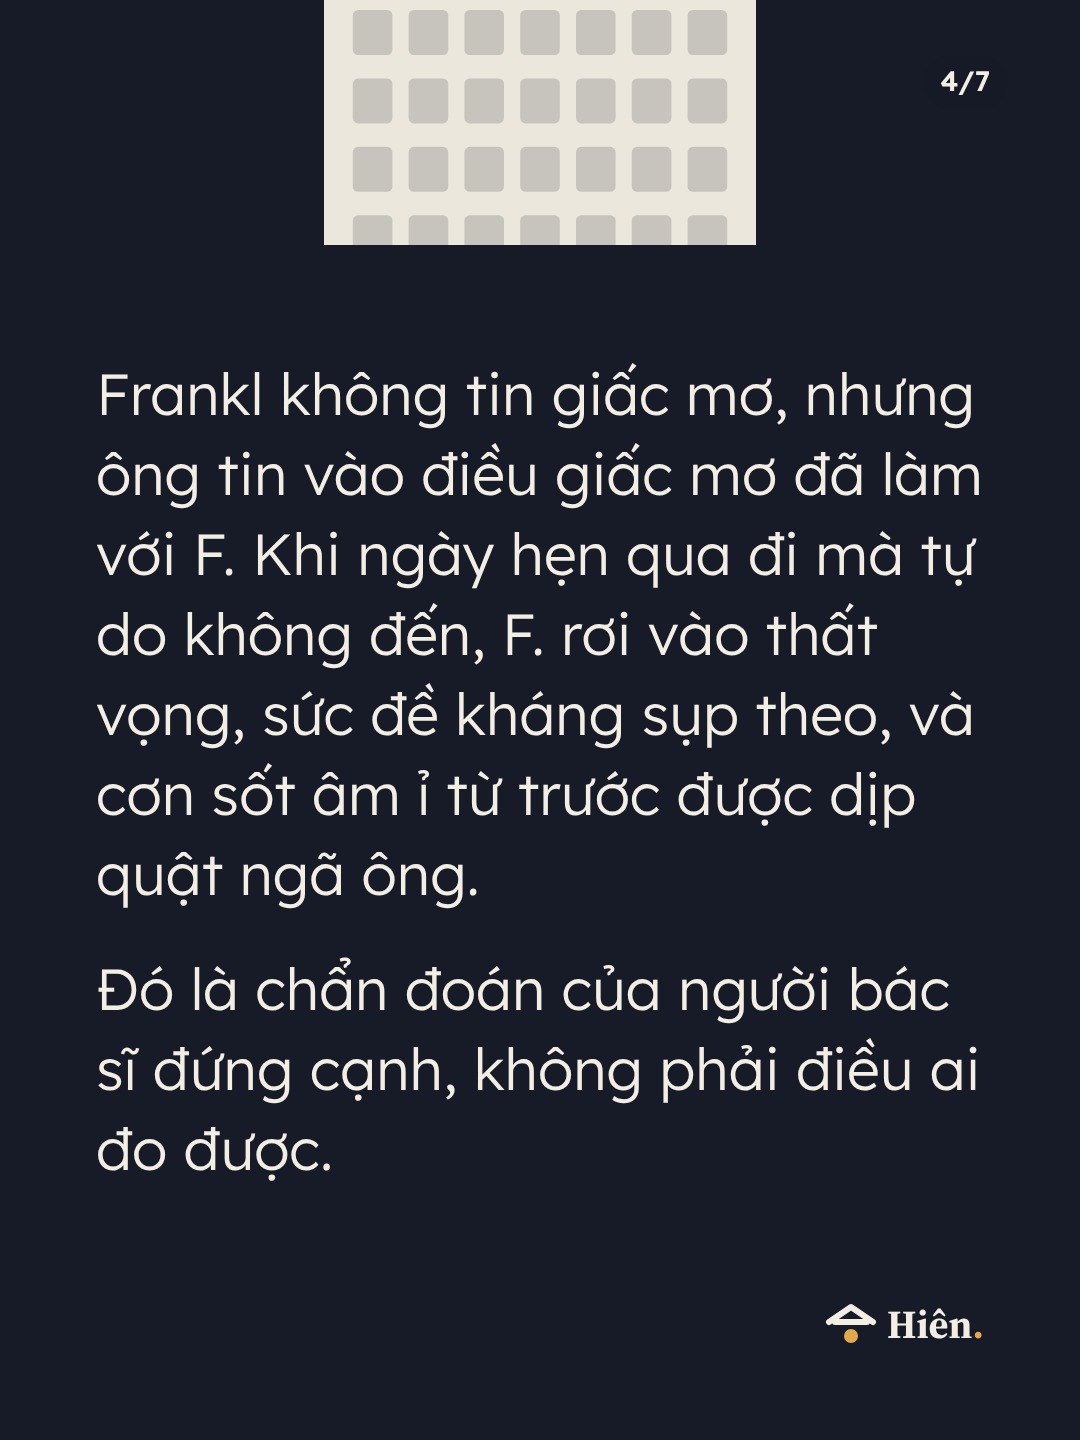 4/7
Frankl không tin giấc mơ, nhưng
ông tin vào điều giấc mơ đã làm
với F. Khi ngày hẹn qua đi mà tự
do không đến, F. rơi vào thất
vọng, sức đề kháng sụp theo, và
cơn sốt âm ỉ từ trước được dịp
quật ngã ông.
Đó là chẩn đoán của người bác
sĩ đứng cạnh, không phải điều ai
đo được.
Hiên.